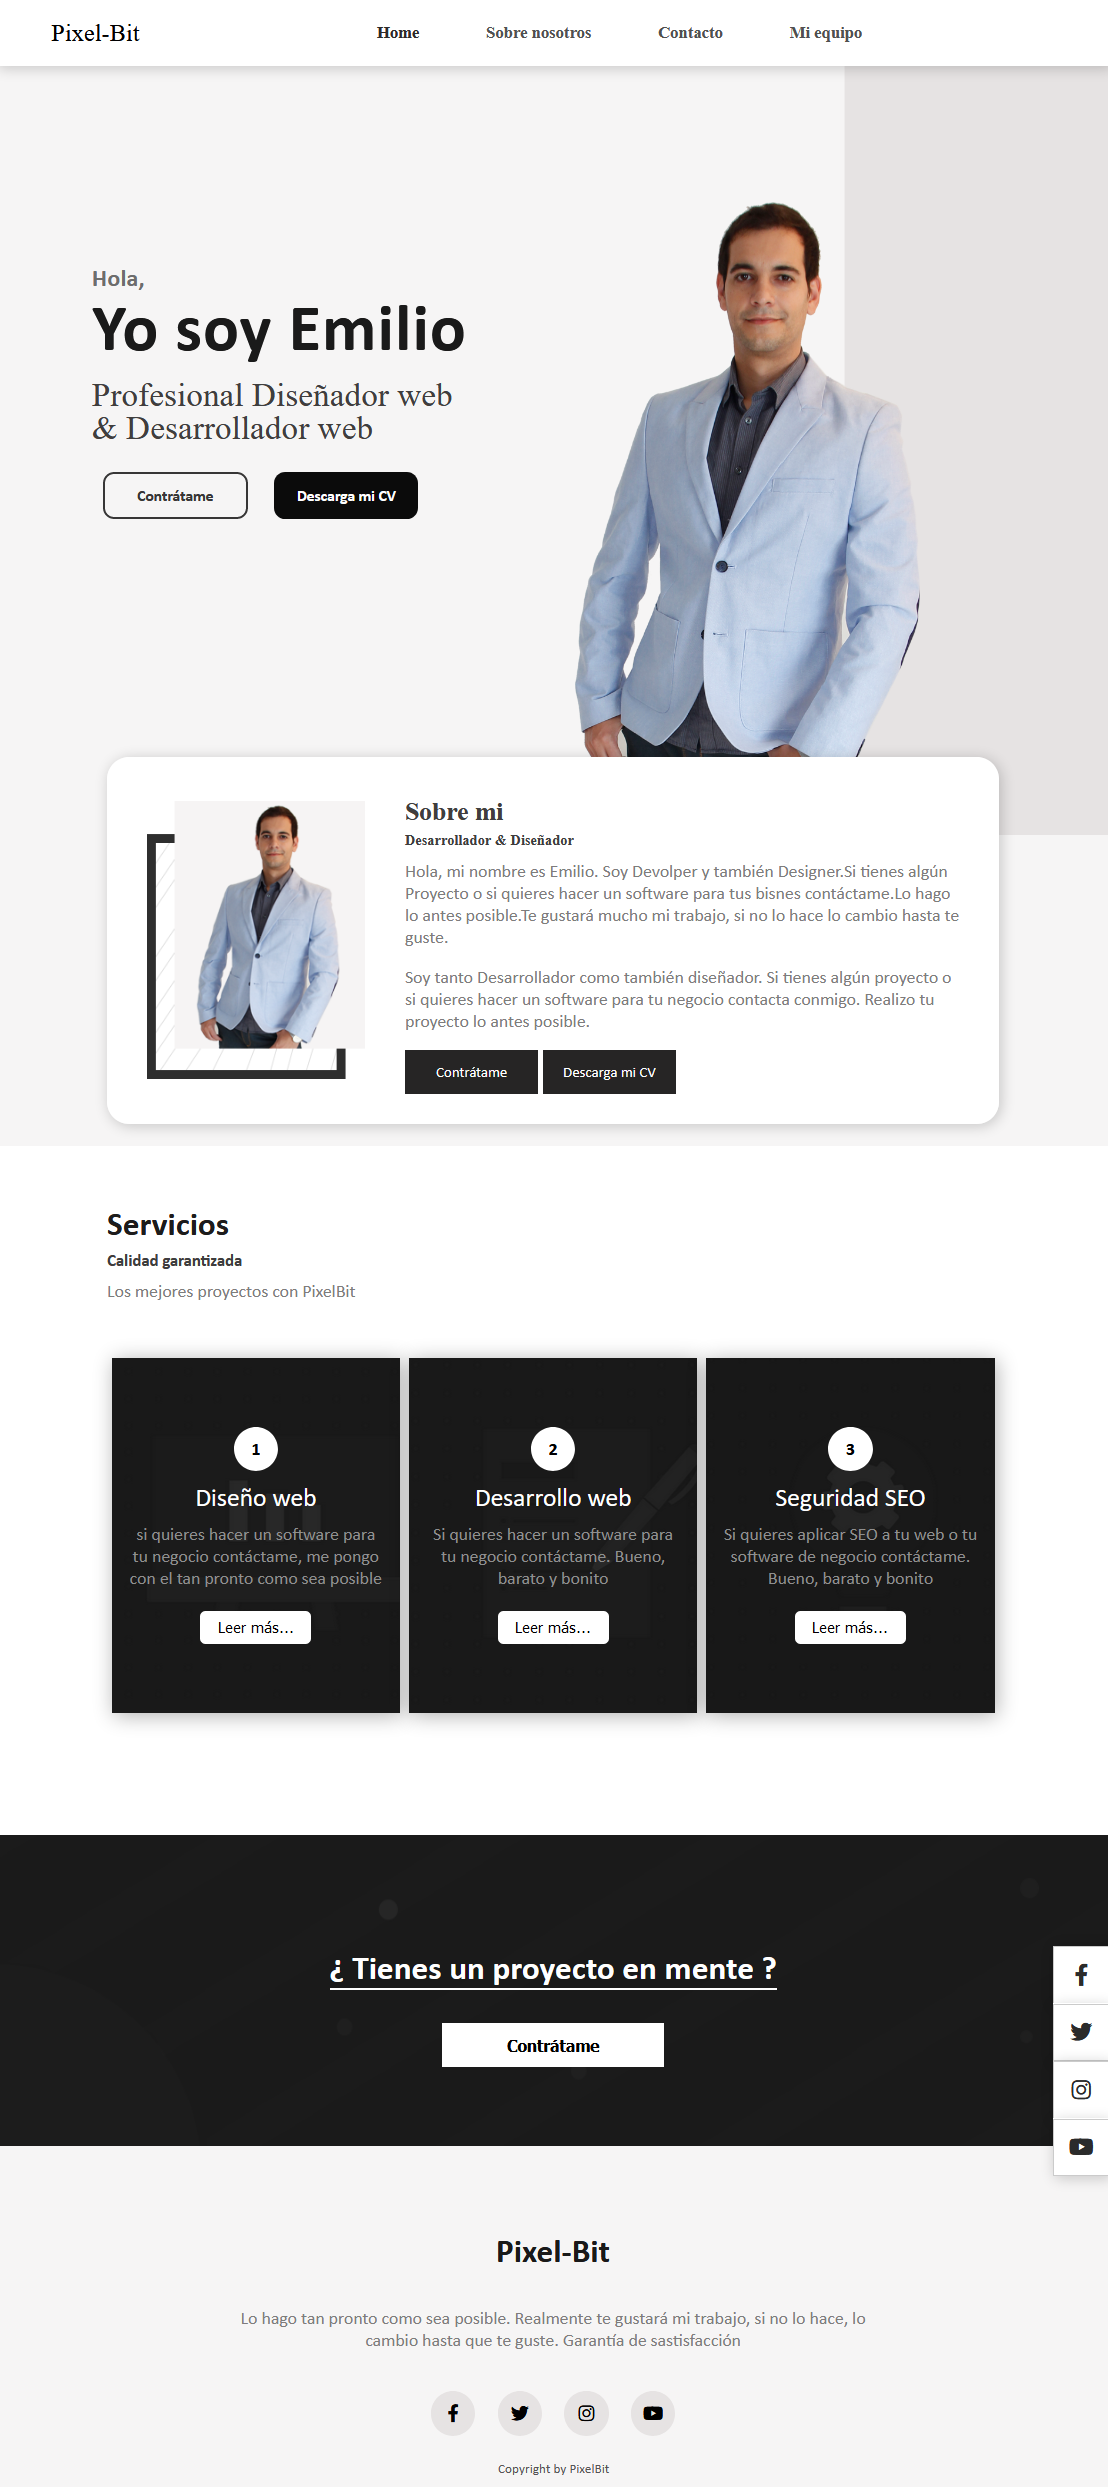 Pixel-Bit
Home
Sobre nosotros
Contacto
Mi equipo
Hola,
Yo soy Emilio
Profesional Diseñador web
& Desarrollador web
Contrátame
Descarga mi CV
Sobre mi
Desarrollador & Diseñador
Hola, mi nombre es Emilio. Soy Devolper y también Designer.Si tienes algún
Proyecto o si quieres hacer un software para tus bisnes contáctame.Lo hago
lo antes posible.Te gustará mucho mi trabajo, si no lo hace lo cambio hasta te
guste.
Soy tanto Desarrollador como también diseñador. Si tienes algún proyecto o
si quieres hacer un software para tu negocio contacta conmigo. Realizo tu
proyecto lo antes posible.
Contrátame
Descarga mi CV
Servicios
Calidad garantizada
Los mejores proyectos con PixelBit
1
Diseño web
si quieres hacer un software para
tu negocio contáctame, me pongo
con el tan pronto como sea posible
Leer más...
2
Desarrollo web
Si quieres hacer un software para
tu negocio contáctame. Bueno,
barato y bonito
Leer más...
3
Seguridad SEO
Si quieres aplicar SEO a tu web o tu
software de negocio contáctame.
Bueno, barato y bonito
Leer más...
¿ Tienes un proyecto en mente ?
Contrátame
Pixel-Bit
Lo hago tan pronto como sea posible. Realmente te gustará mi trabajo, si no lo hace, lo
cambio hasta que te guste. Garantía de sastisfacción
Copyright by PixelBit